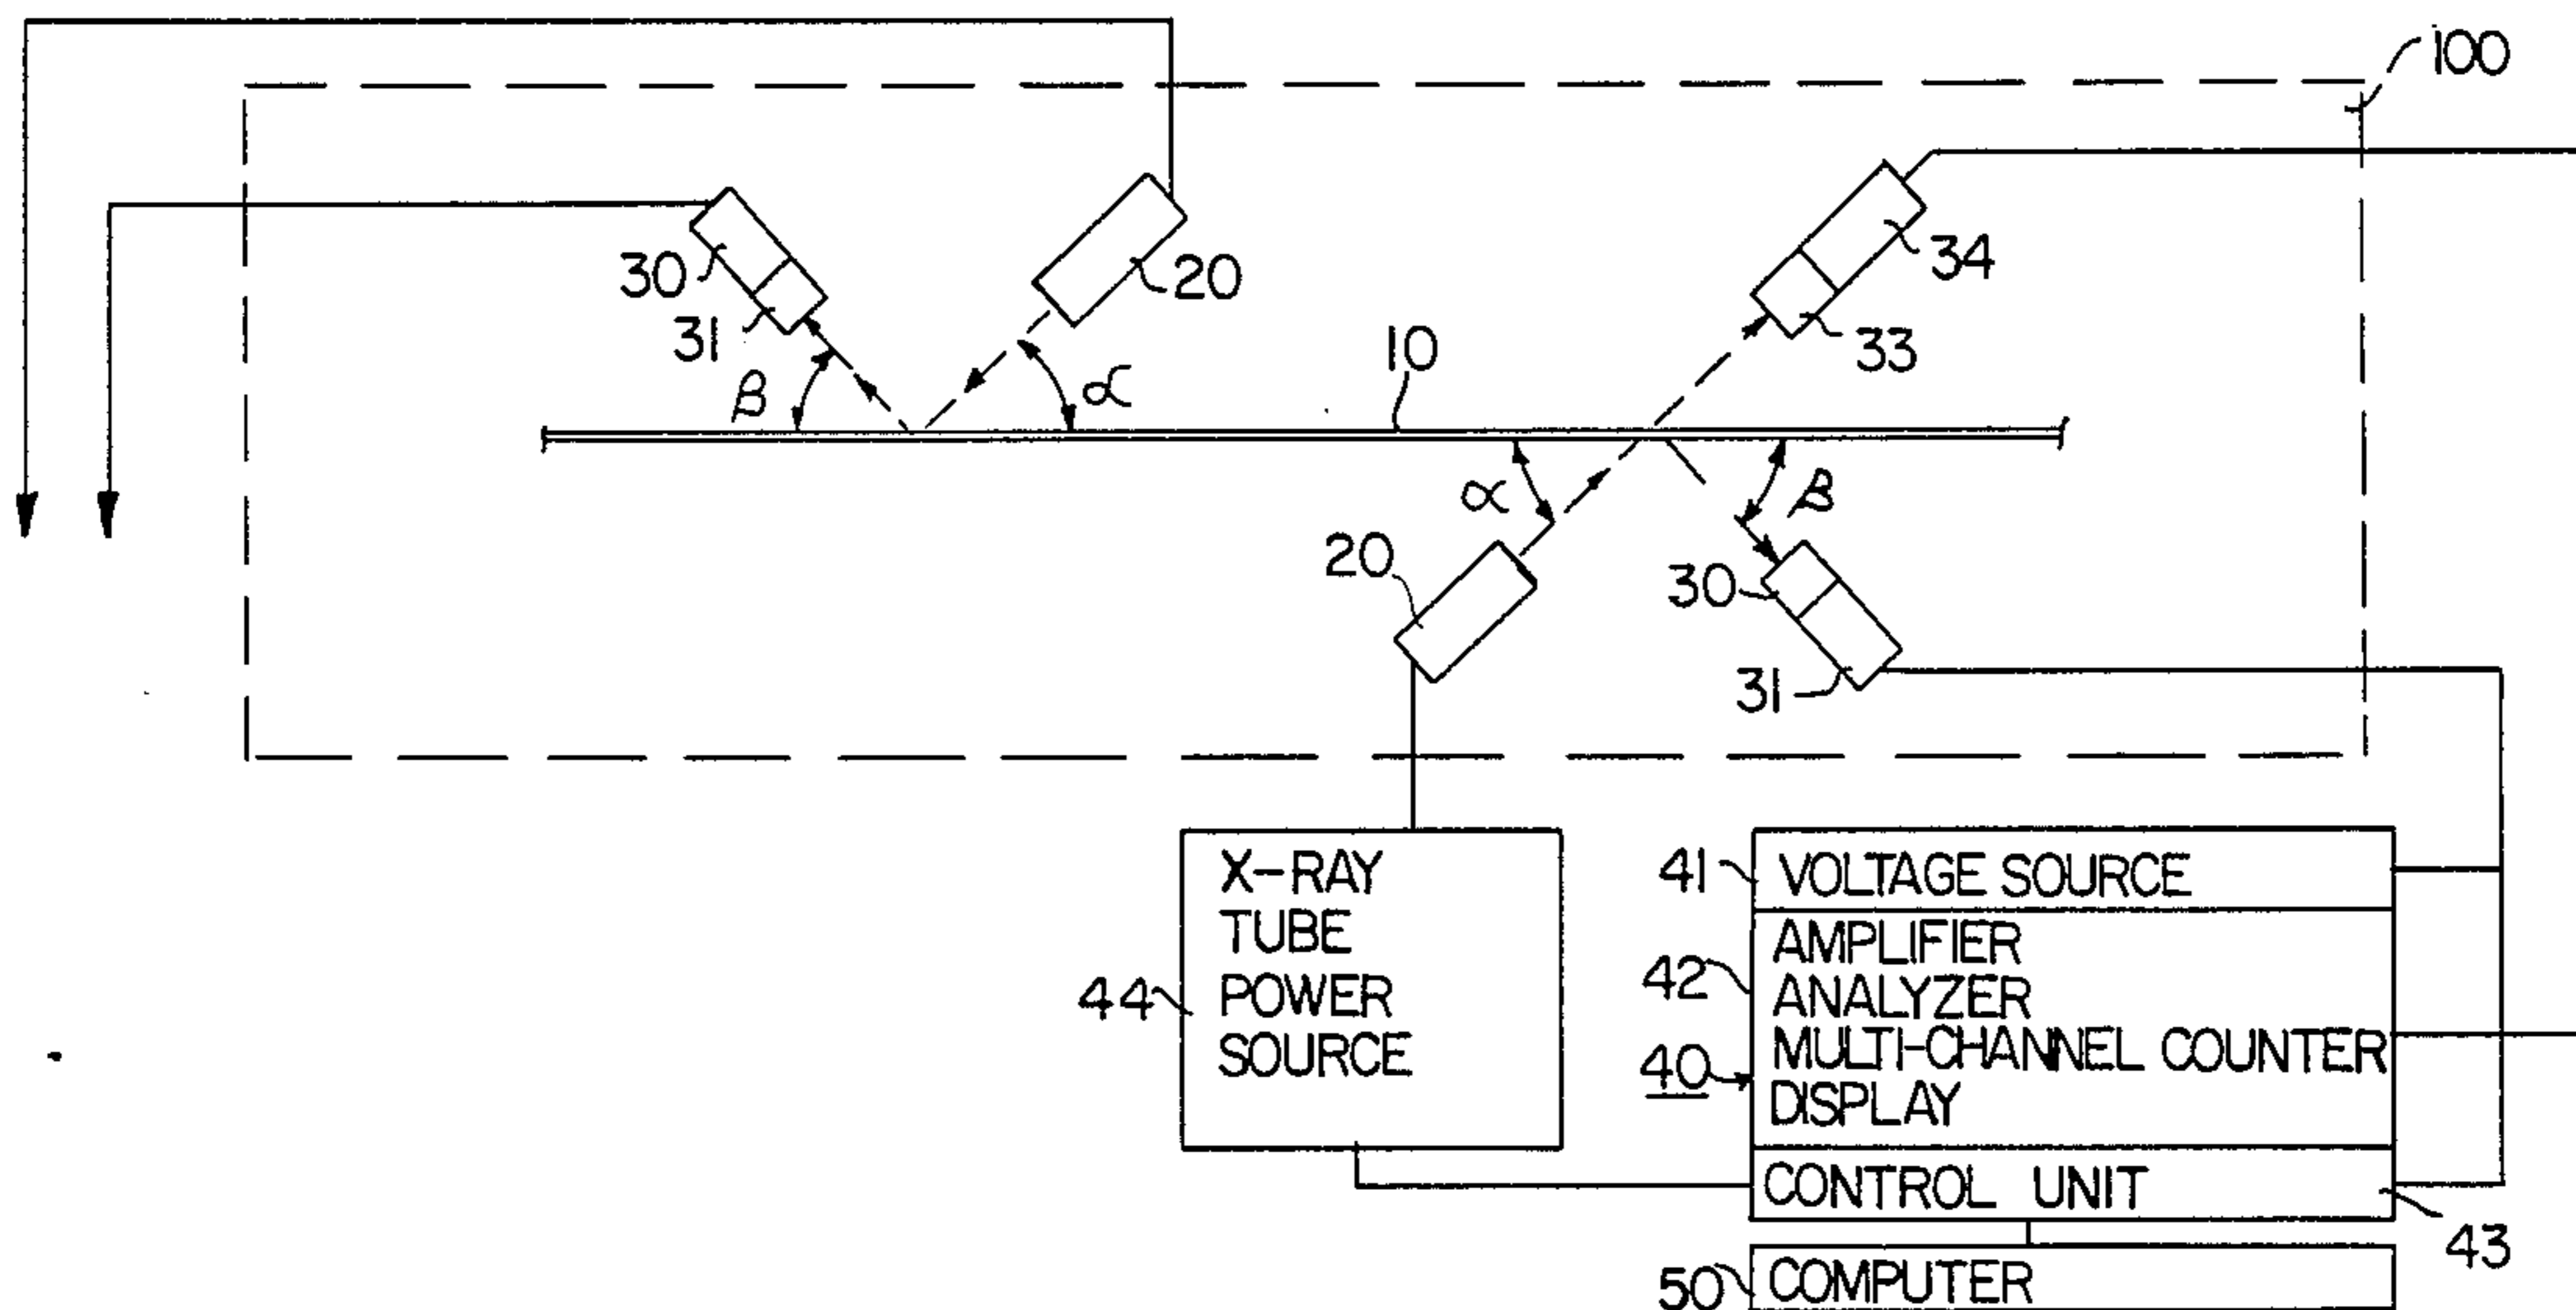 100
30
20
34
31
33
β
α
10
α
β
20
30
31
X-RAY
TUBE
POWER
SOURCE
44
41
VOLTAGE SOURCE
42
AMPLIFIER
ANALYZER
MULTI-CHANNEL COUNTER
40
DISPLAY
CONTROL UNIT
43
50
COMPUTER